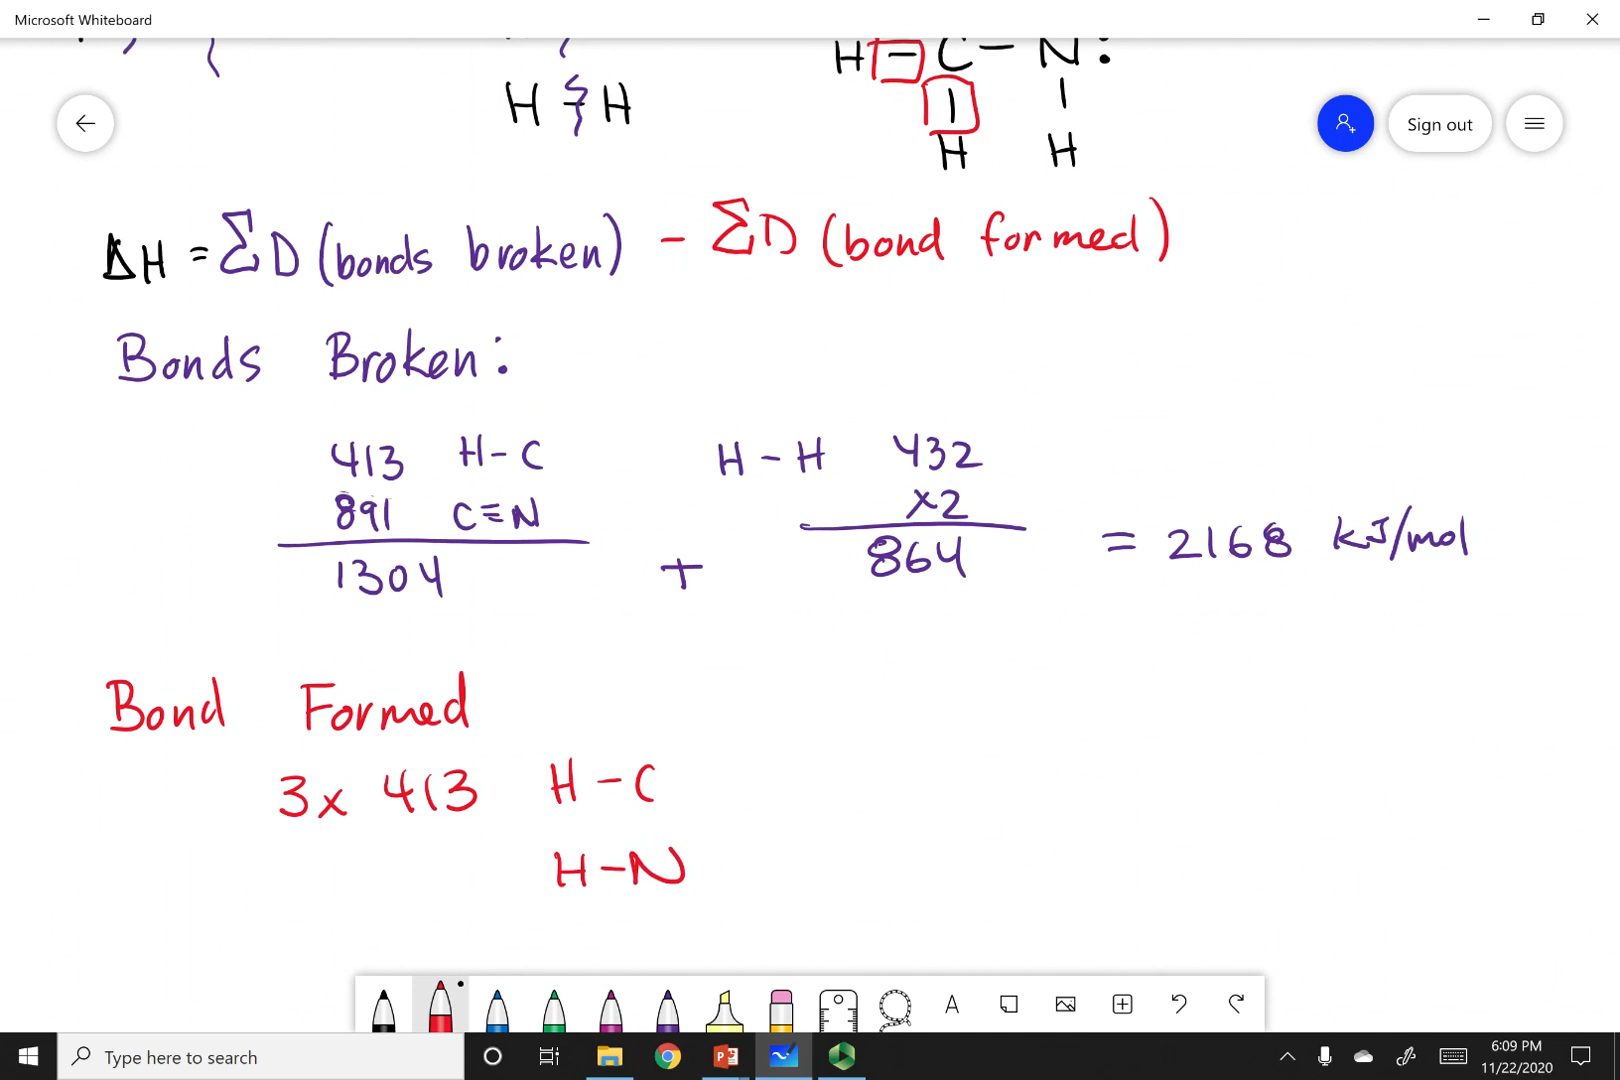 Microsoft Whiteboard
H – C – N :
H – H
H H
Sign out
ΔH = ΣD (bonds broken) – ΣD (bond formed)
Bonds Broken:
413 H – C H – H 432
891 C≡N x2
1304 + 864 = 2168 kJ/mol
Bond Formed
3x 413 H – C
H – N
A
Type here to search
6:09 PM
11/22/2020